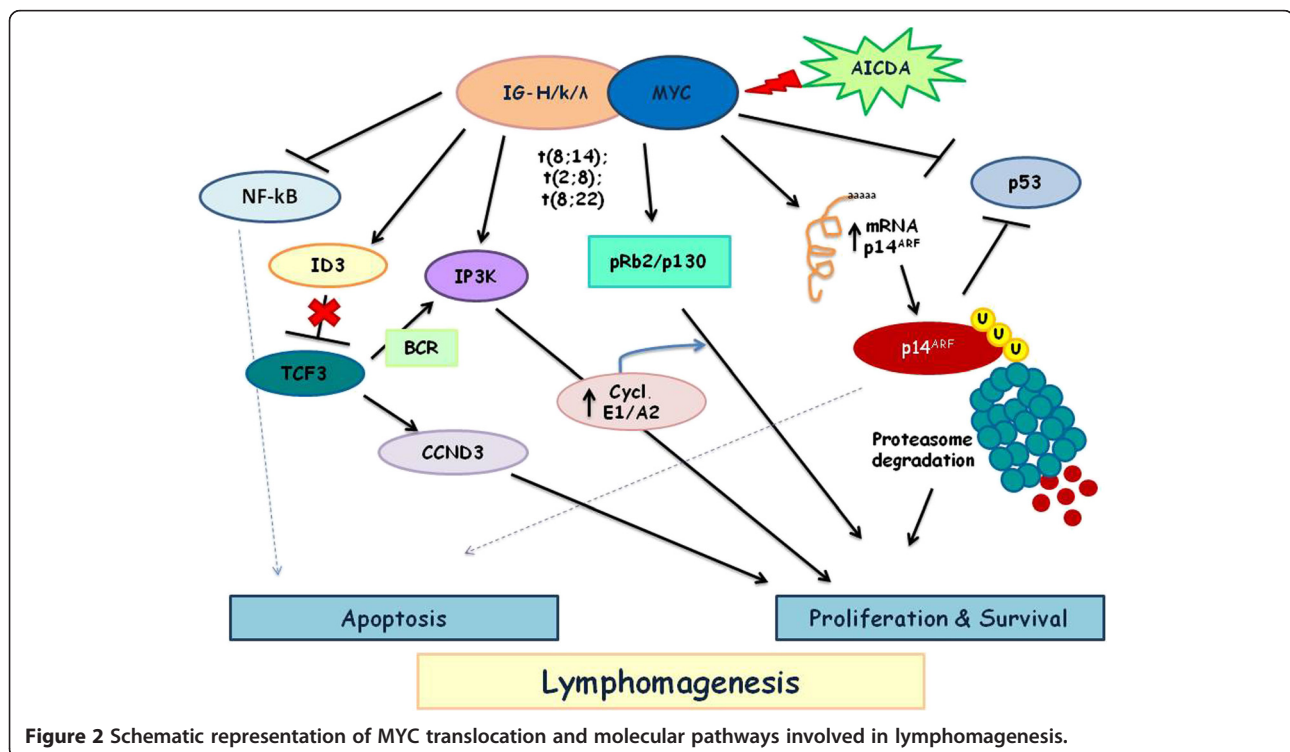 AICDA
IG-H/k/λ
MYC
t(8;14);
t(2;8);
t(8;22)
NF-kB
p53
aaaaa
mRNA
p14ARF
ID3
IP3K
pRb2/p130
BCR
TCF3
p14ARF
U
U
U
Cycl.
E1/A2
CCND3
Proteasome
degradation
Apoptosis
Proliferation & Survival
Lymphomagenesis
Figure 2 Schematic representation of MYC translocation and molecular pathways involved in lymphomagenesis.